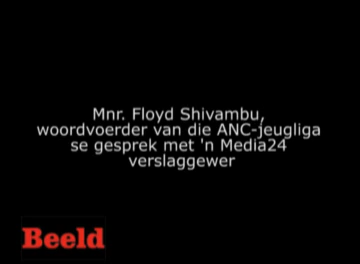 Mnr. Floyd Shivambu,
woordvoerder van die ANC-jeugliga
se gesprek met 'n Media24
verslaggewer
Beeld